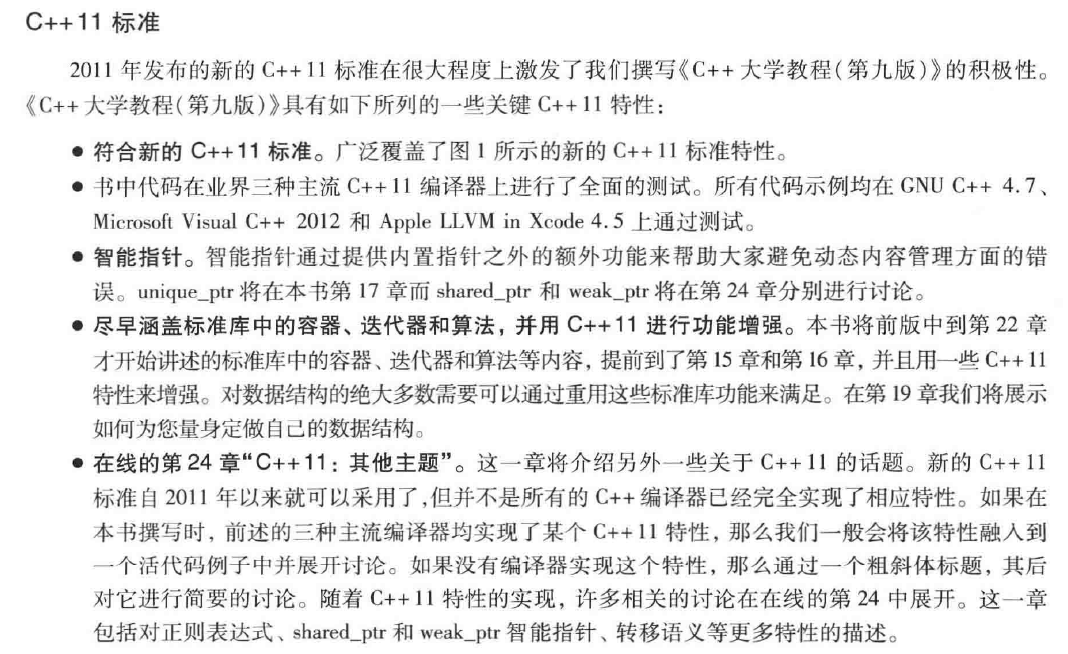 C++11 标准
2011 年发布的新的 C++11 标准在很大程度上激发了我们撰写《C++ 大学教程(第九版)》的积极性。
《C++ 大学教程(第九版)》具有如下所列的一些关键 C++11 特性：
● 符合新的 C++11 标准。广泛覆盖了图 1 所示的新的 C++11 标准特性。
● 书中代码在业界三种主流 C++11 编译器上进行了全面的测试。所有代码示例均在 GNU C++ 4.7、
Microsoft Visual C++ 2012 和 Apple LLVM in Xcode 4.5 上通过测试。
● 智能指针。智能指针通过提供内置指针之外的额外功能来帮助大家避免动态内容管理方面的错
误。unique_ptr 将在本书第 17 章而 shared_ptr 和 weak_ptr 将在第 24 章分别进行讨论。
● 尽早涵盖标准库中的容器、迭代器和算法，并用 C++11 进行功能增强。本书将前版中到第 22 章
才开始讲述的标准库中的容器、迭代器和算法等内容，提前到了第 15 章和第 16 章，并且用一些 C++11
特性来增强。对数据结构的绝大多数需要可以通过重用这些标准库功能来满足。在第 19 章我们将展示
如何为您量身定做自己的数据结构。
● 在线的第 24 章“C++11：其他主题”。这一章将介绍另外一些关于 C++11 的话题。新的 C++11
标准自 2011 年以来就可以采用了,但并不是所有的 C++ 编译器已经完全实现了相应特性。如果在
本书撰写时，前述的三种主流编译器均实现了某个 C++11 特性，那么我们一般会将该特性融入到
一个活代码例子中并展开讨论。如果没有编译器实现这个特性，那么通过一个粗斜体标题，其后
对它进行简要的讨论。随着 C++11 特性的实现，许多相关的讨论在在线的第 24 中展开。这一章
包括对正则表达式、shared_ptr 和 weak_ptr 智能指针、转移语义等更多特性的描述。